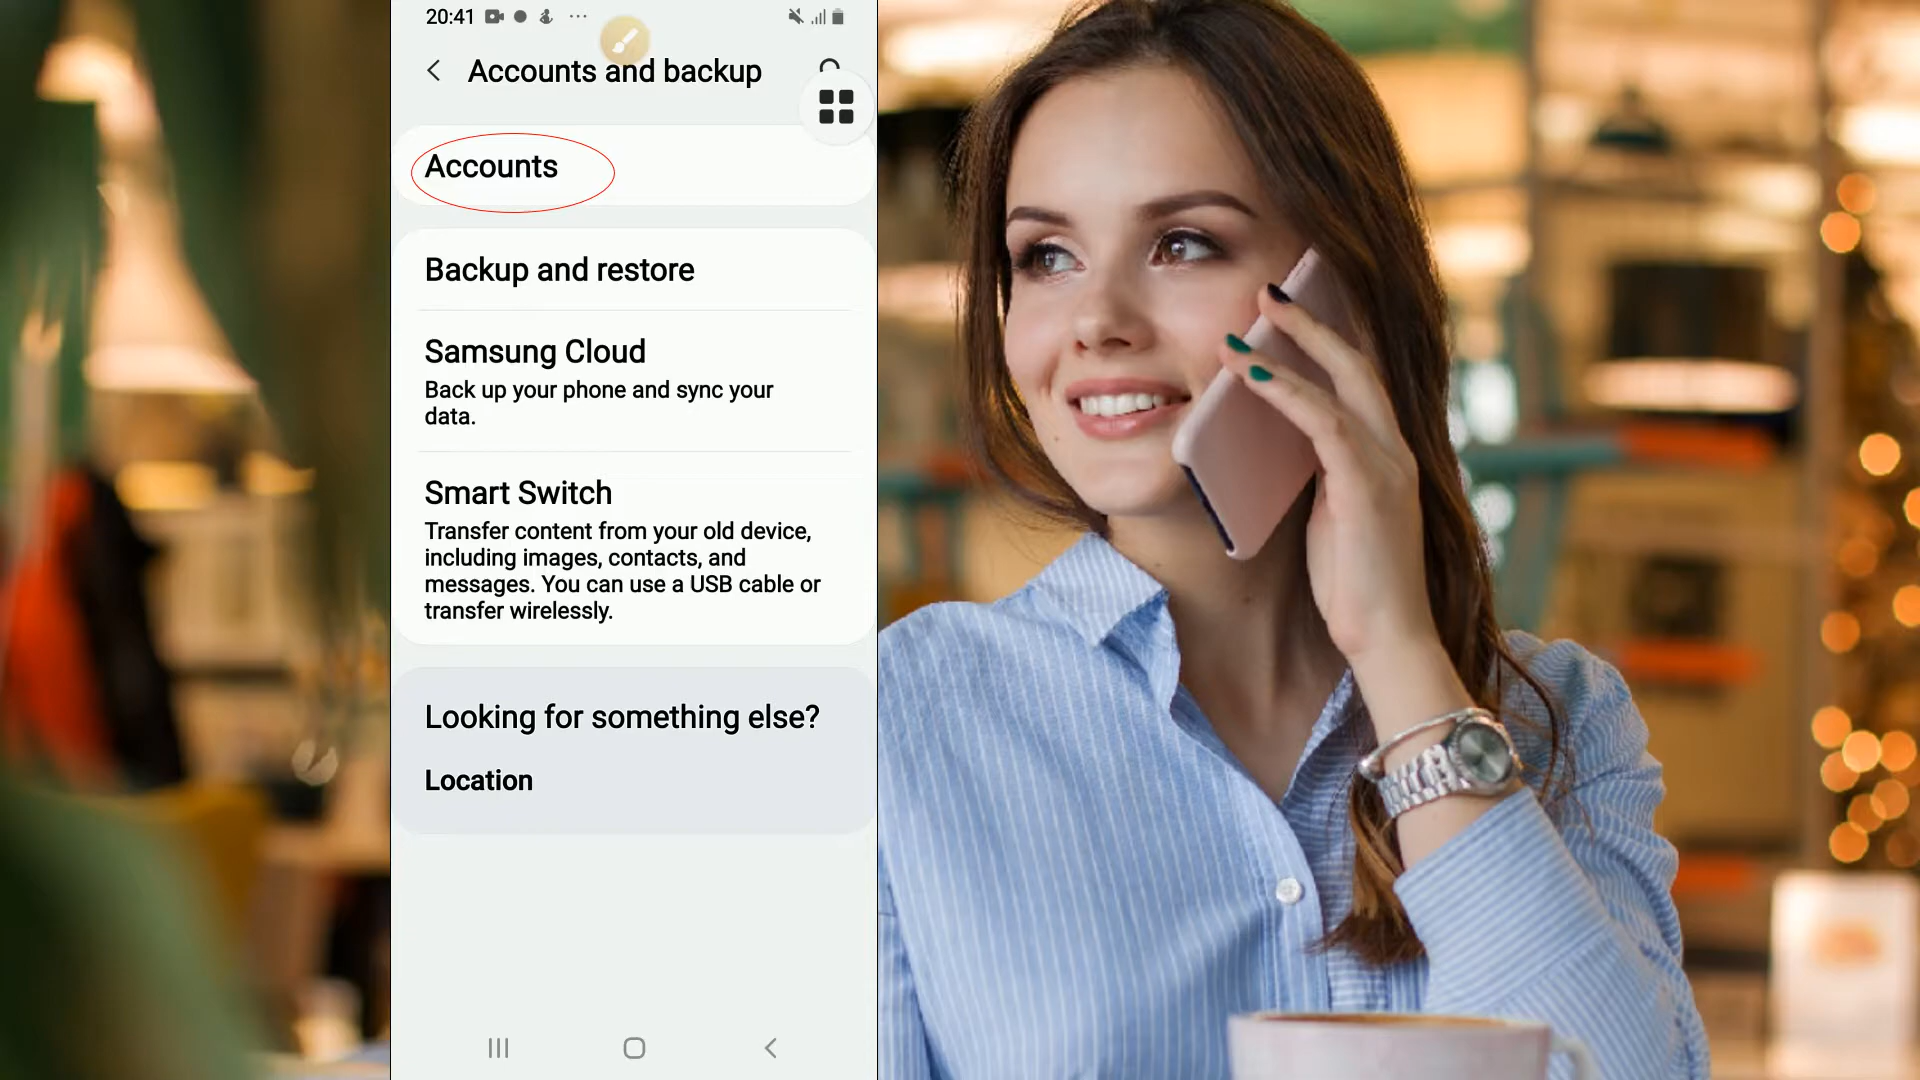 20:41
Accounts and backup
Accounts
Backup and restore
Samsung Cloud
Back up your phone and sync your
data.
Smart Switch
Transfer content from your old device,
including images, contacts, and
messages. You can use a USB cable or
transfer wirelessly.
Looking for something else?
Location